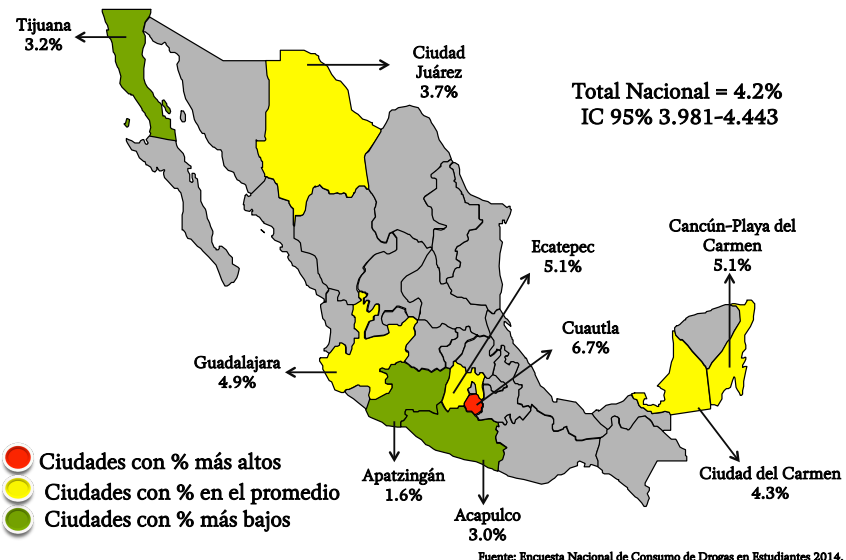 Tijuana
3.2%
Ciudad
Juárez
3.7%
Total Nacional = 4.2%
IC 95% 3.981-4.443
Cancún-Playa del
Carmen
5.1%
Ecatepec
5.1%
Cuautla
6.7%
Guadalajara
4.9%
Ciudades con % más altos
Ciudades con % en el promedio
Ciudades con % más bajos
Apatzingán
1.6%
Acapulco
3.0%
Ciudad del Carmen
4.3%
Fuente: Encuesta Nacional de Consumo de Drogas en Estudiantes 2014.